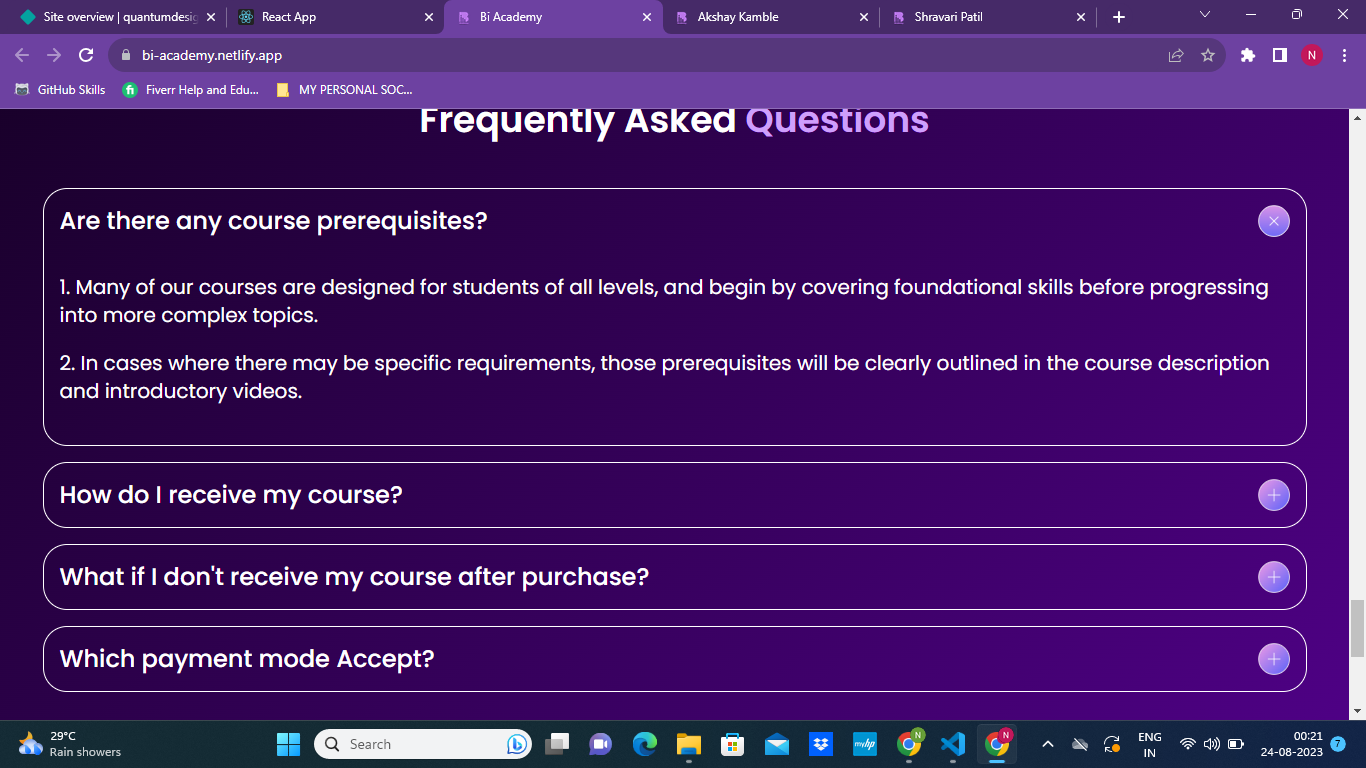 Site overview | quantumdesig
React App
Bi Academy
Akshay Kamble
Shravari Patil
bi-academy.netlify.app
N
GitHub Skills
fi
Fiverr Help and Edu...
MY PERSONAL SOC...
Frequently Asked Questions
Are there any course prerequisites?
1. Many of our courses are designed for students of all levels, and begin by covering foundational skills before progressing
into more complex topics.
2. In cases where there may be specific requirements, those prerequisites will be clearly outlined in the course description
and introductory videos.
How do I receive my course?
What if I don't receive my course after purchase?
Which payment mode Accept?
29°C
Rain showers
Search
myhp
N
N
ENG
IN
00:21
24-08-2023
7